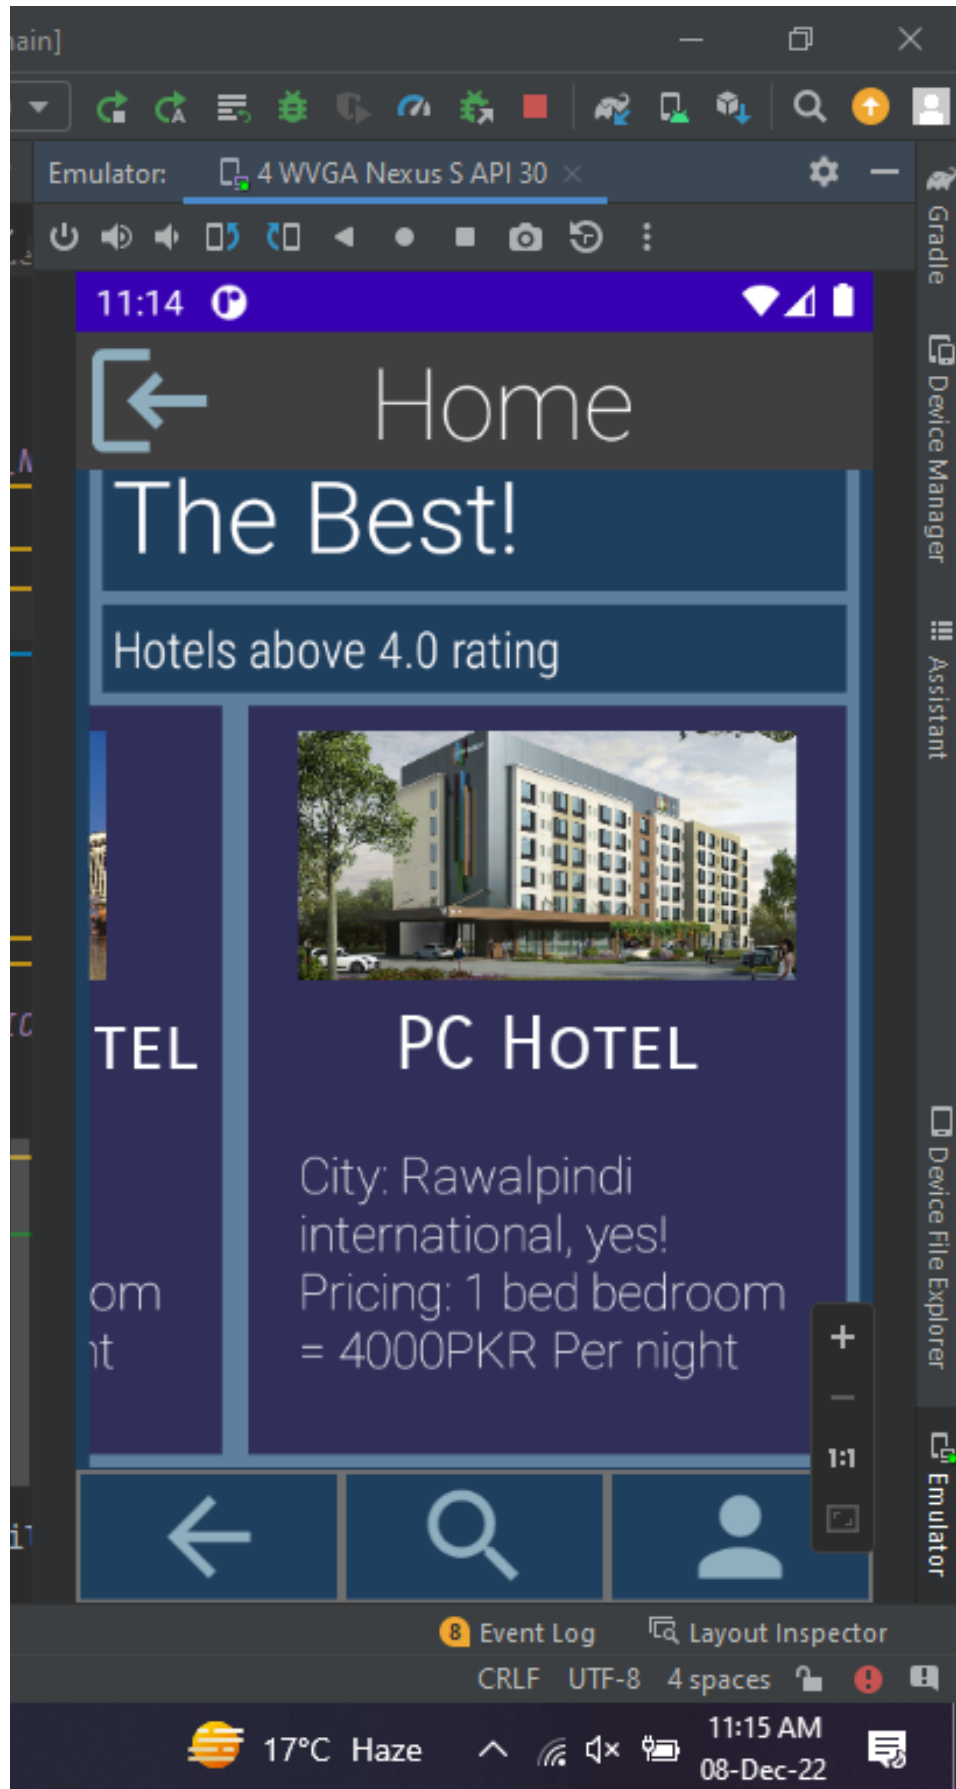 ain]
Emulator:
4 WVGA Nexus S API 30
11:14
Home
The Best!
Hotels above 4.0 rating
TEL
PC HOTEL
City: Rawalpindi
international, yes!
Pricing: 1 bed bedroom
= 4000PKR Per night
om
nt
1:1
Gradle
Device Manager
Assistant
Device File Explorer
Emulator
8 Event Log
Layout Inspector
CRLF UTF-8 4 spaces
17°C Haze
11:15 AM
08-Dec-22